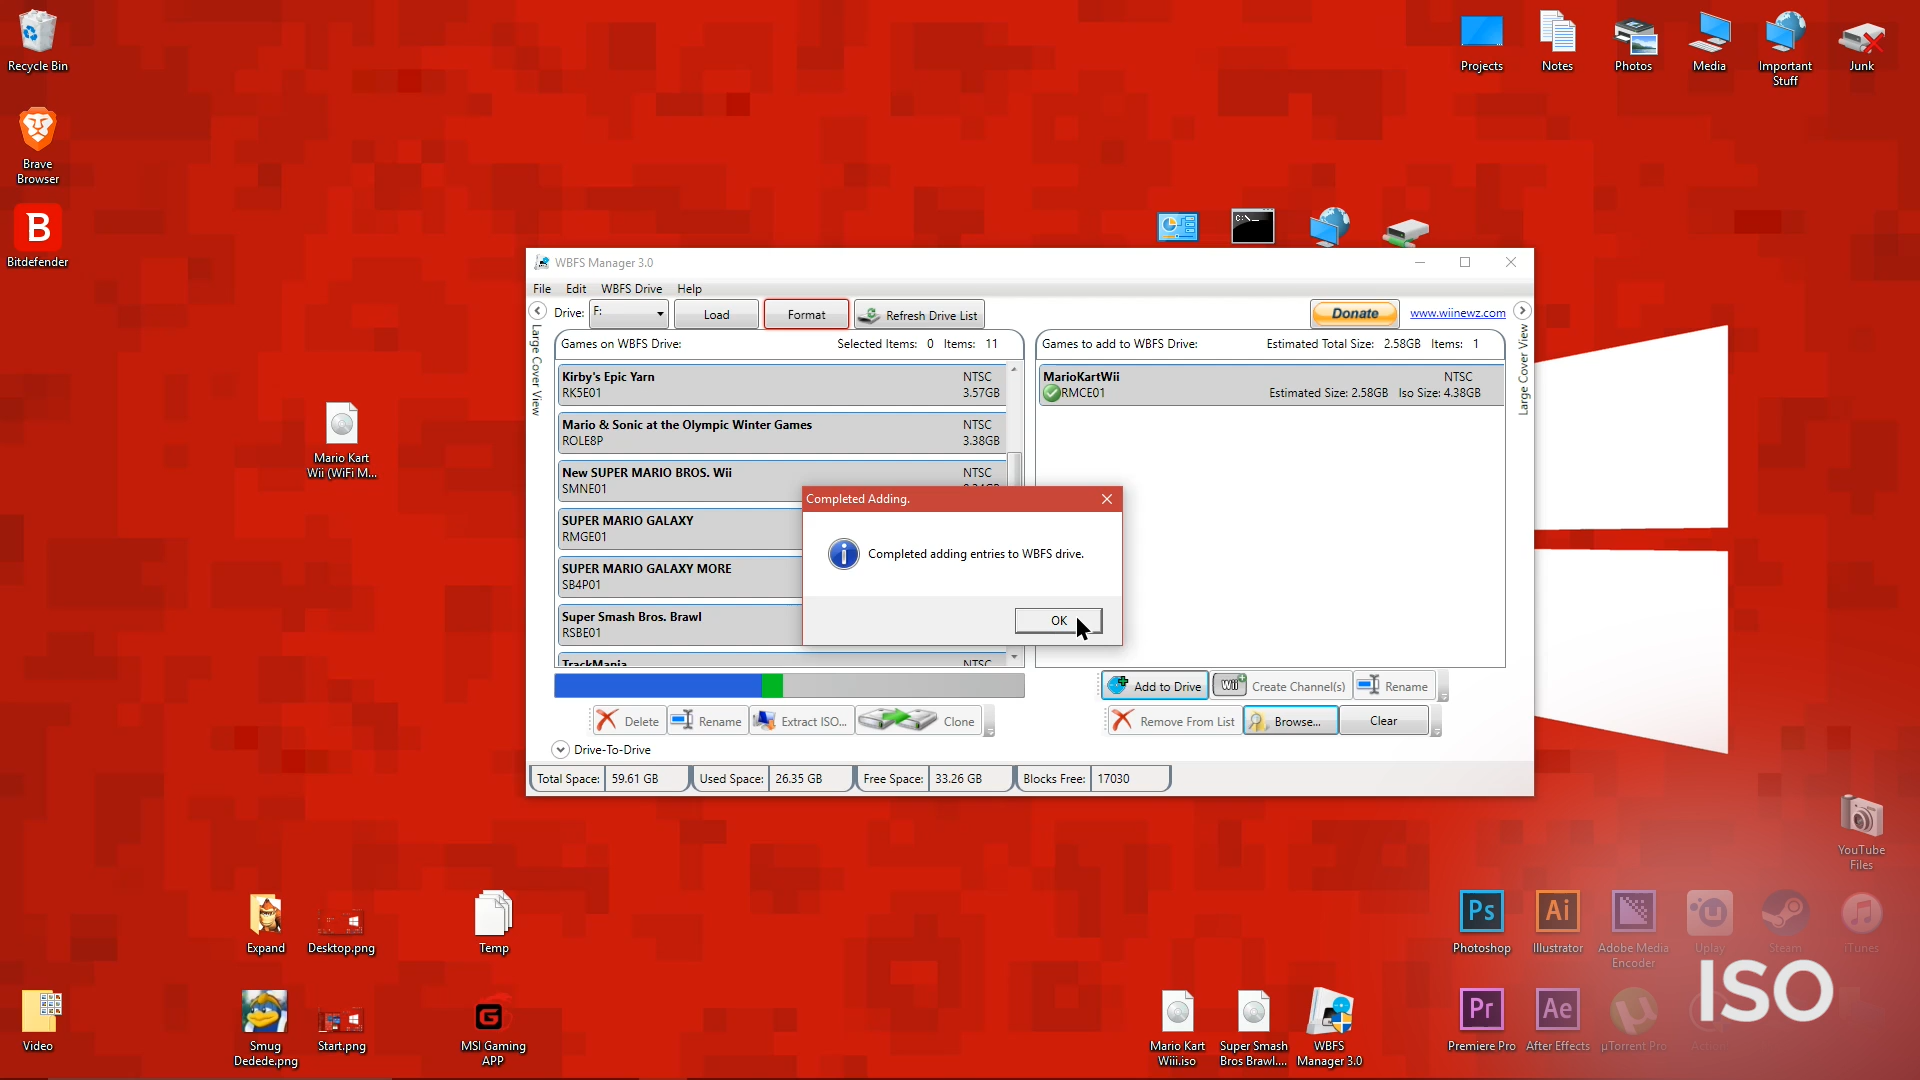 Recycle Bin
Projects
Notes
Photos
Media
Important
Stuff
Junk
Brave
Browser
B
Bitdefender
C:\_
WBFS Manager 3.0
File Edit WBFS Drive Help
Drive: F: Load Format Refresh Drive List Donate www.wiinewz.com
Large Cover View
Games on WBFS Drive: Selected Items: 0 Items: 11
Kirby's Epic Yarn NTSC
RK5E01 3.57GB
Mario & Sonic at the Olympic Winter Games NTSC
ROLE8P 3.38GB
New SUPER MARIO BROS. Wii NTSC
SMNE01
SUPER MARIO GALAXY
RMGE01
SUPER MARIO GALAXY MORE
SB4P01
Super Smash Bros. Brawl
RSBE01
TrackMania NTSC
Games to add to WBFS Drive: Estimated Total Size: 2.58GB Items: 1
MarioKartWii NTSC
RMCE01 Estimated Size: 2.58GB Iso Size: 4.38GB
Large Cover View
Completed Adding.
Completed adding entries to WBFS drive.
OK
Add to Drive Wii Create Channel(s) Rename
Delete Rename Extract ISO... Clone
Remove From List Browse... Clear
Drive-To-Drive
Total Space: 59.61 GB Used Space: 26.35 GB Free Space: 33.26 GB Blocks Free: 17030
Mario Kart
Wii (WiFi M...
YouTube
Files
Expand
Desktop.png
Temp
Ps
Photoshop
Ai
Illustrator
Adobe Media
Encoder
Uplay
Steam
iTunes
Video
Smug
Dedede.png
Start.png
G
MSI Gaming
APP
Mario Kart
Wiii.iso
Super Smash
Bros Brawl....
WBFS
Manager 3.0
Pr
Premiere Pro
Ae
After Effects
µTorrent Pro
ISO